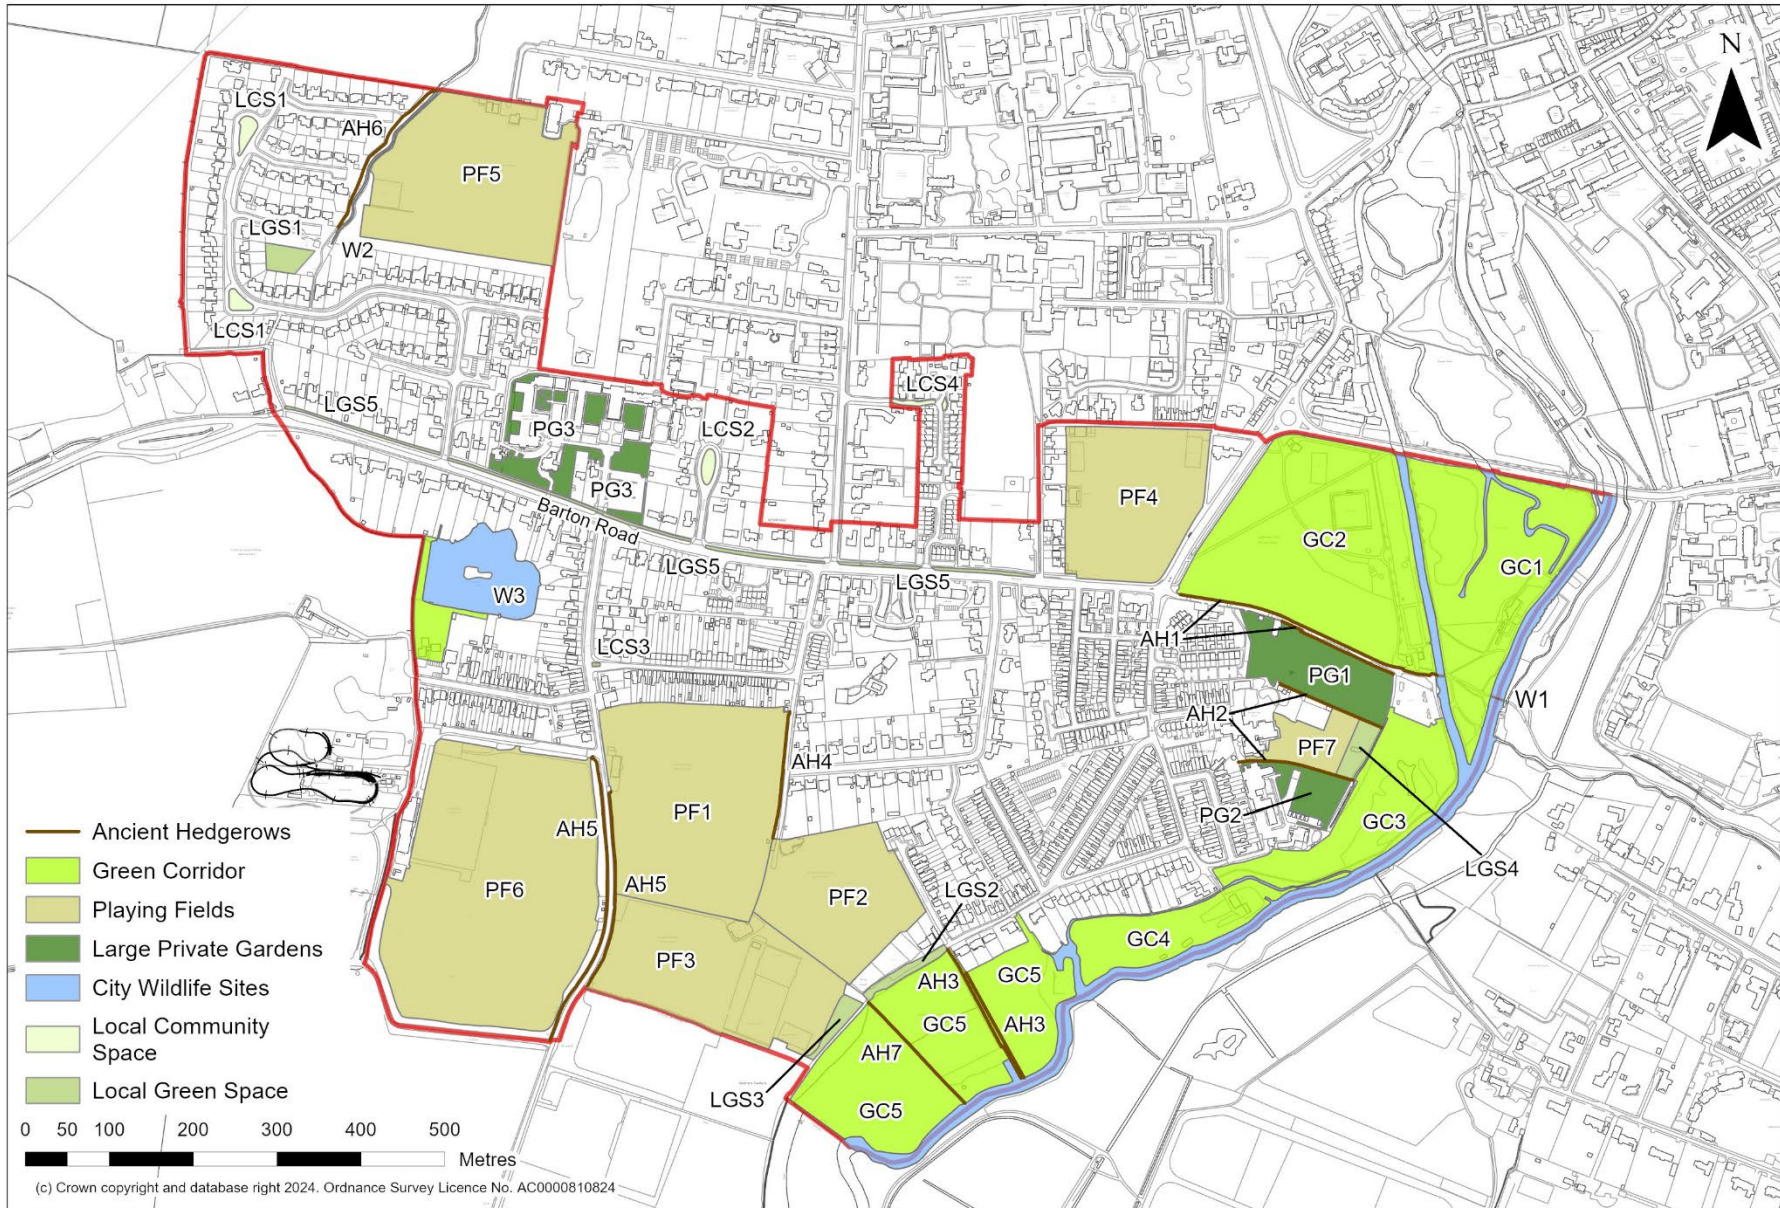 N
LCS1
AH6
PF5
LGS1
W2
LCS1
LCS4
LGS5
PG3
LCS2
PG3
Barton Road
PF4
GC2
GC1
LGS5
LGS5
W3
LCS3
AH1
PG1
W1
AH2
PF7
AH4
PF1
AH5
PG2
GC3
LGS4
AH5
PF6
PF2
LGS2
PF3
GC4
AH3
GC5
GC5
AH3
AH7
LGS3
GC5
Ancient Hedgerows
Green Corridor
Playing Fields
Large Private Gardens
City Wildlife Sites
Local Community
Space
Local Green Space
0 50 100 200 300 400 500
Metres
(c) Crown copyright and database right 2024. Ordnance Survey Licence No. AC0000810824